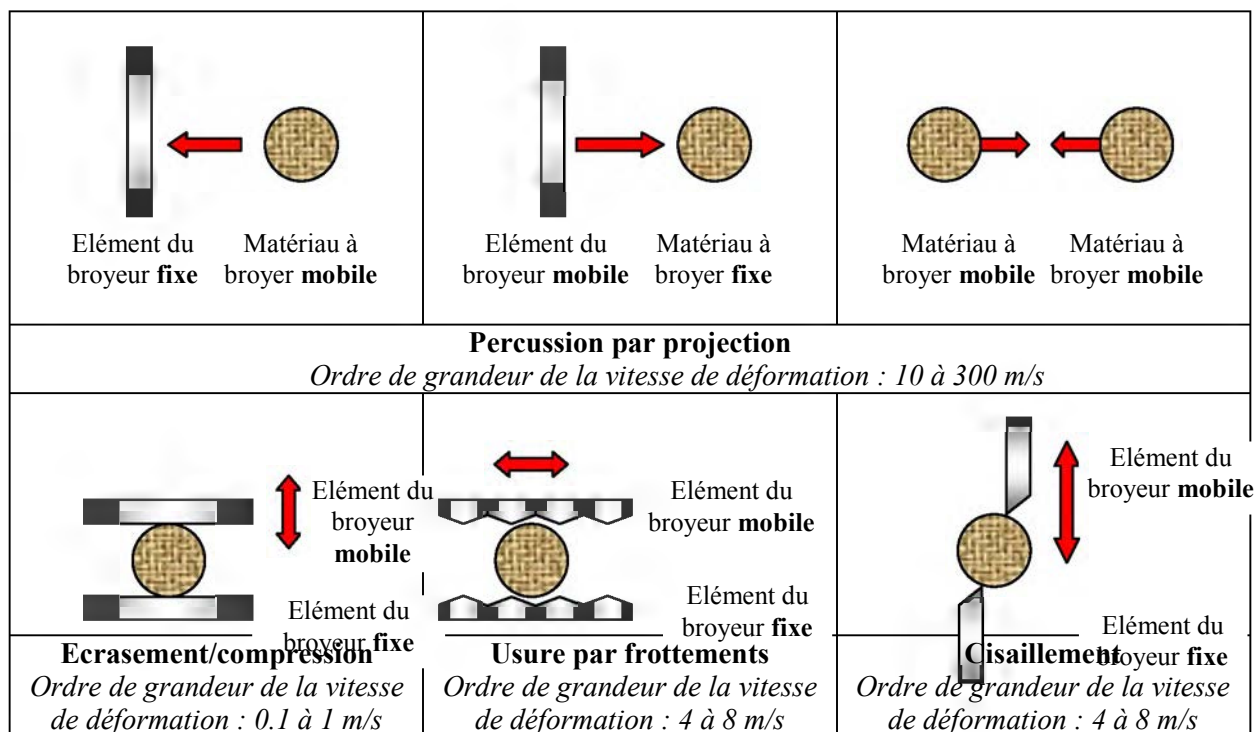 Elément du
broyeur fixe
Matériau à
broyer mobile
Elément du
broyeur mobile
Matériau à
broyer fixe
Matériau à
broyer mobile
Matériau à
broyer mobile
Percussion par projection
Ordre de grandeur de la vitesse de déformation : 10 à 300 m/s
Elément du
broyeur
mobile
Elément du
broyeur fixe
Ecrasement/compression
Ordre de grandeur de la vitesse
de déformation : 0.1 à 1 m/s
Elément du
broyeur mobile
Elément du
broyeur fixe
Usure par frottements
Ordre de grandeur de la vitesse
de déformation : 4 à 8 m/s
Elément du
broyeur mobile
Elément du
broyeur fixe
Cisaillement
Ordre de grandeur de la vitesse
de déformation : 4 à 8 m/s